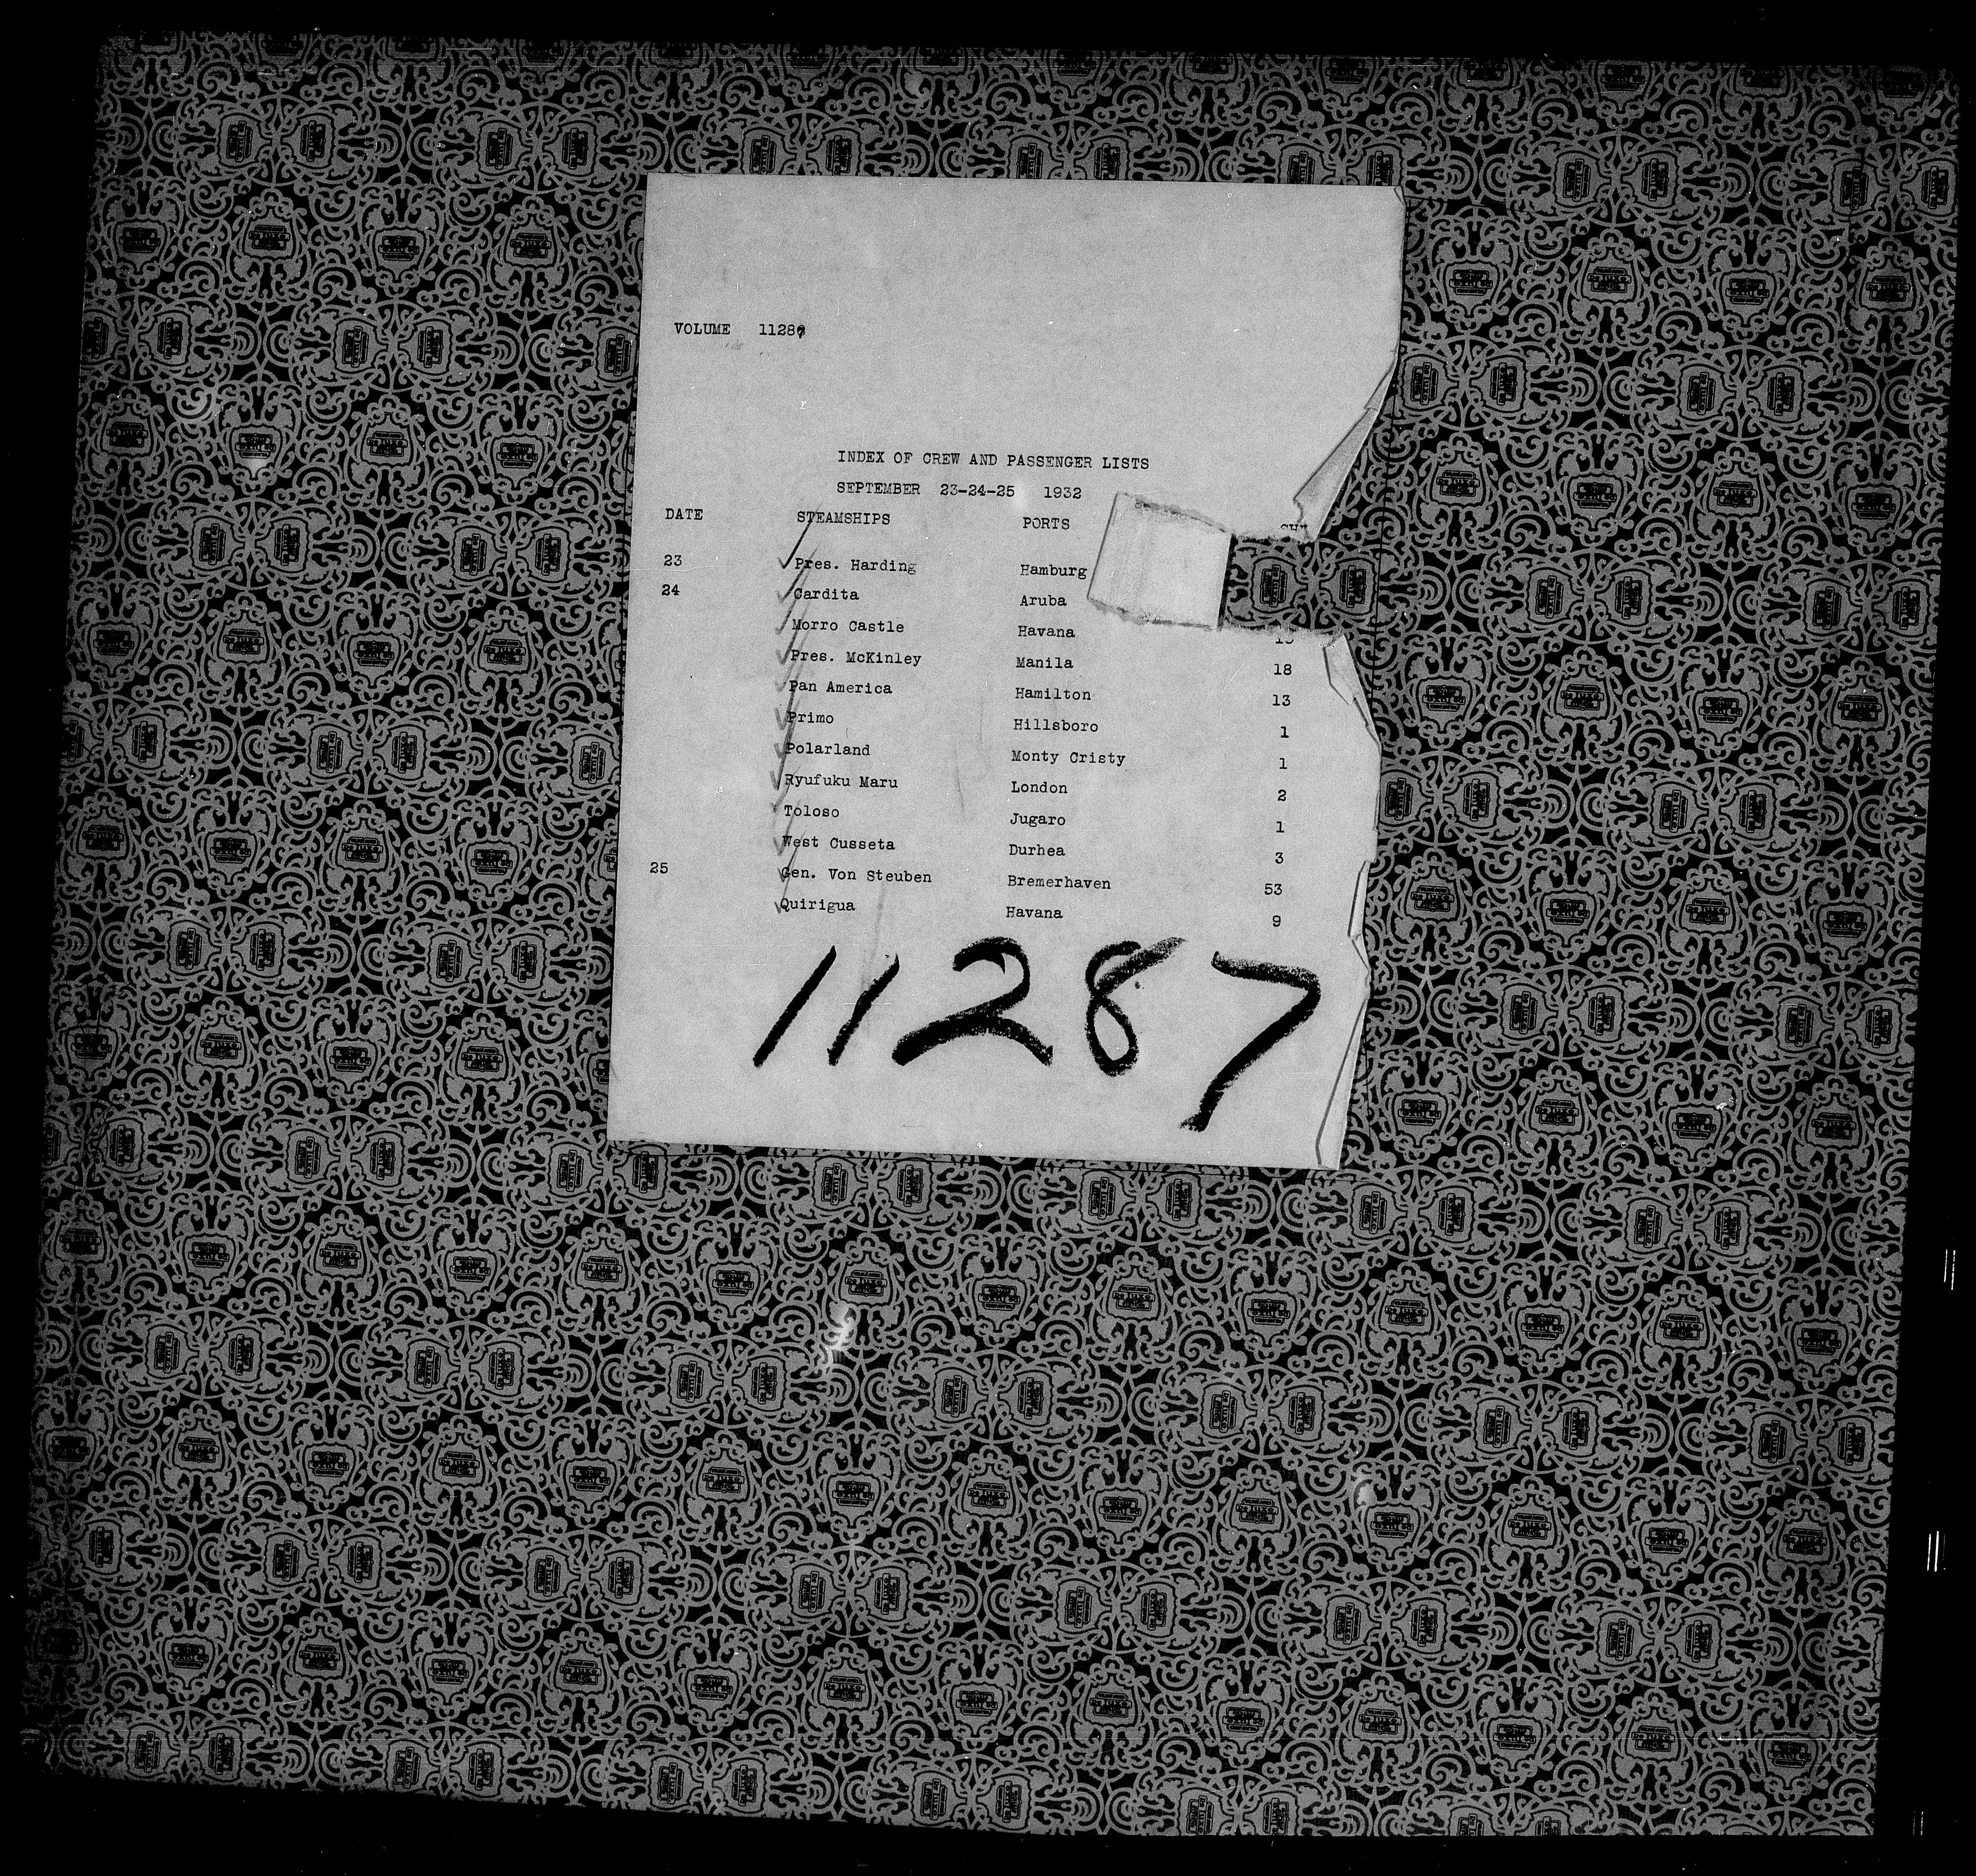 VOLUME 11287
INDEX OF CREW AND PASSENGER LISTS
SEPTEMBER 23-24-25 1932
DATE STEAMSHIPS PORTS
23 Pres. Harding Hamburg
24 Cardita Aruba
Morro Castle Havana
Pres. McKinley Manila 18
Pan America Hamilton 13
Primo Hillsboro 1
Polarland Monty Cristy 1
Ryufuku Maru London 2
Toloso Jugaro 1
West Cusseta Durhea 3
25 Gen. Von Steuben Bremerhaven 53
Quirigua Havana 9
11287